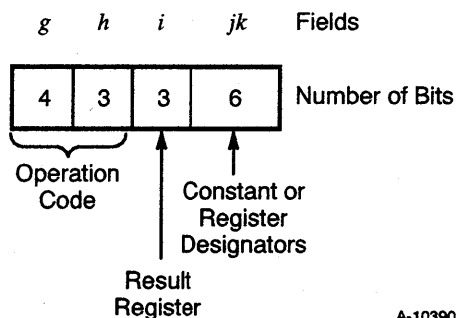 g h i jk Fields
4 3 3 6 Number of Bits
Operation
Code
Constant or
Register
Designators
Result
Register
A-10390